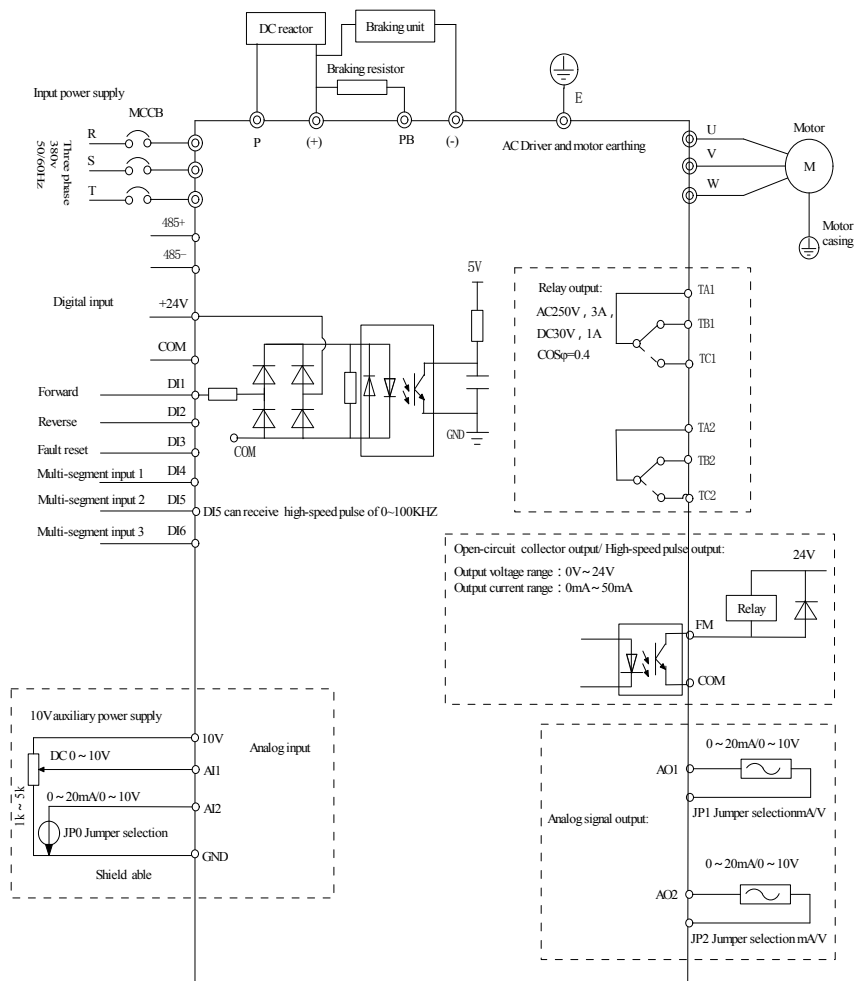 DC reactor
Braking unit
Braking resistor
E
Input power supply
MCCB
P
(+)
PB
(-)
AC Driver and motor earthing
R
S
T
Three phase
380v
50/60Hz
U
V
W
Motor
M
Motor
casing
485+
485-
Digital input
+24V
COM
Forward
DI1
Reverse
DI2
Fault reset
DI3
Multi-segment input 1
DI4
Multi-segment input 2
DI5
DI5 can receive high-speed pulse of 0~100KHZ
Multi-segment input 3
DI6
COM
5V
GND
Relay output:
AC250V , 3A ,
DC30V , 1A
COSφ=0.4
TA1
TB1
TC1
TA2
TB2
TC2
Open-circuit collector output/ High-speed pulse output:
Output voltage range : 0V~24V
Output current range : 0mA~50mA
24V
Relay
FM
COM
10V auxiliary power supply
Analog input
10V
DC 0~10V
AI1
1k~5k
0~20mA/0~10V
AI2
JP0 Jumper selection
GND
Shield able
Analog signal output:
0~20mA/0~10V
AO1
JP1 Jumper selectionmA/V
0~20mA/0~10V
AO2
JP2 Jumper selection mA/V